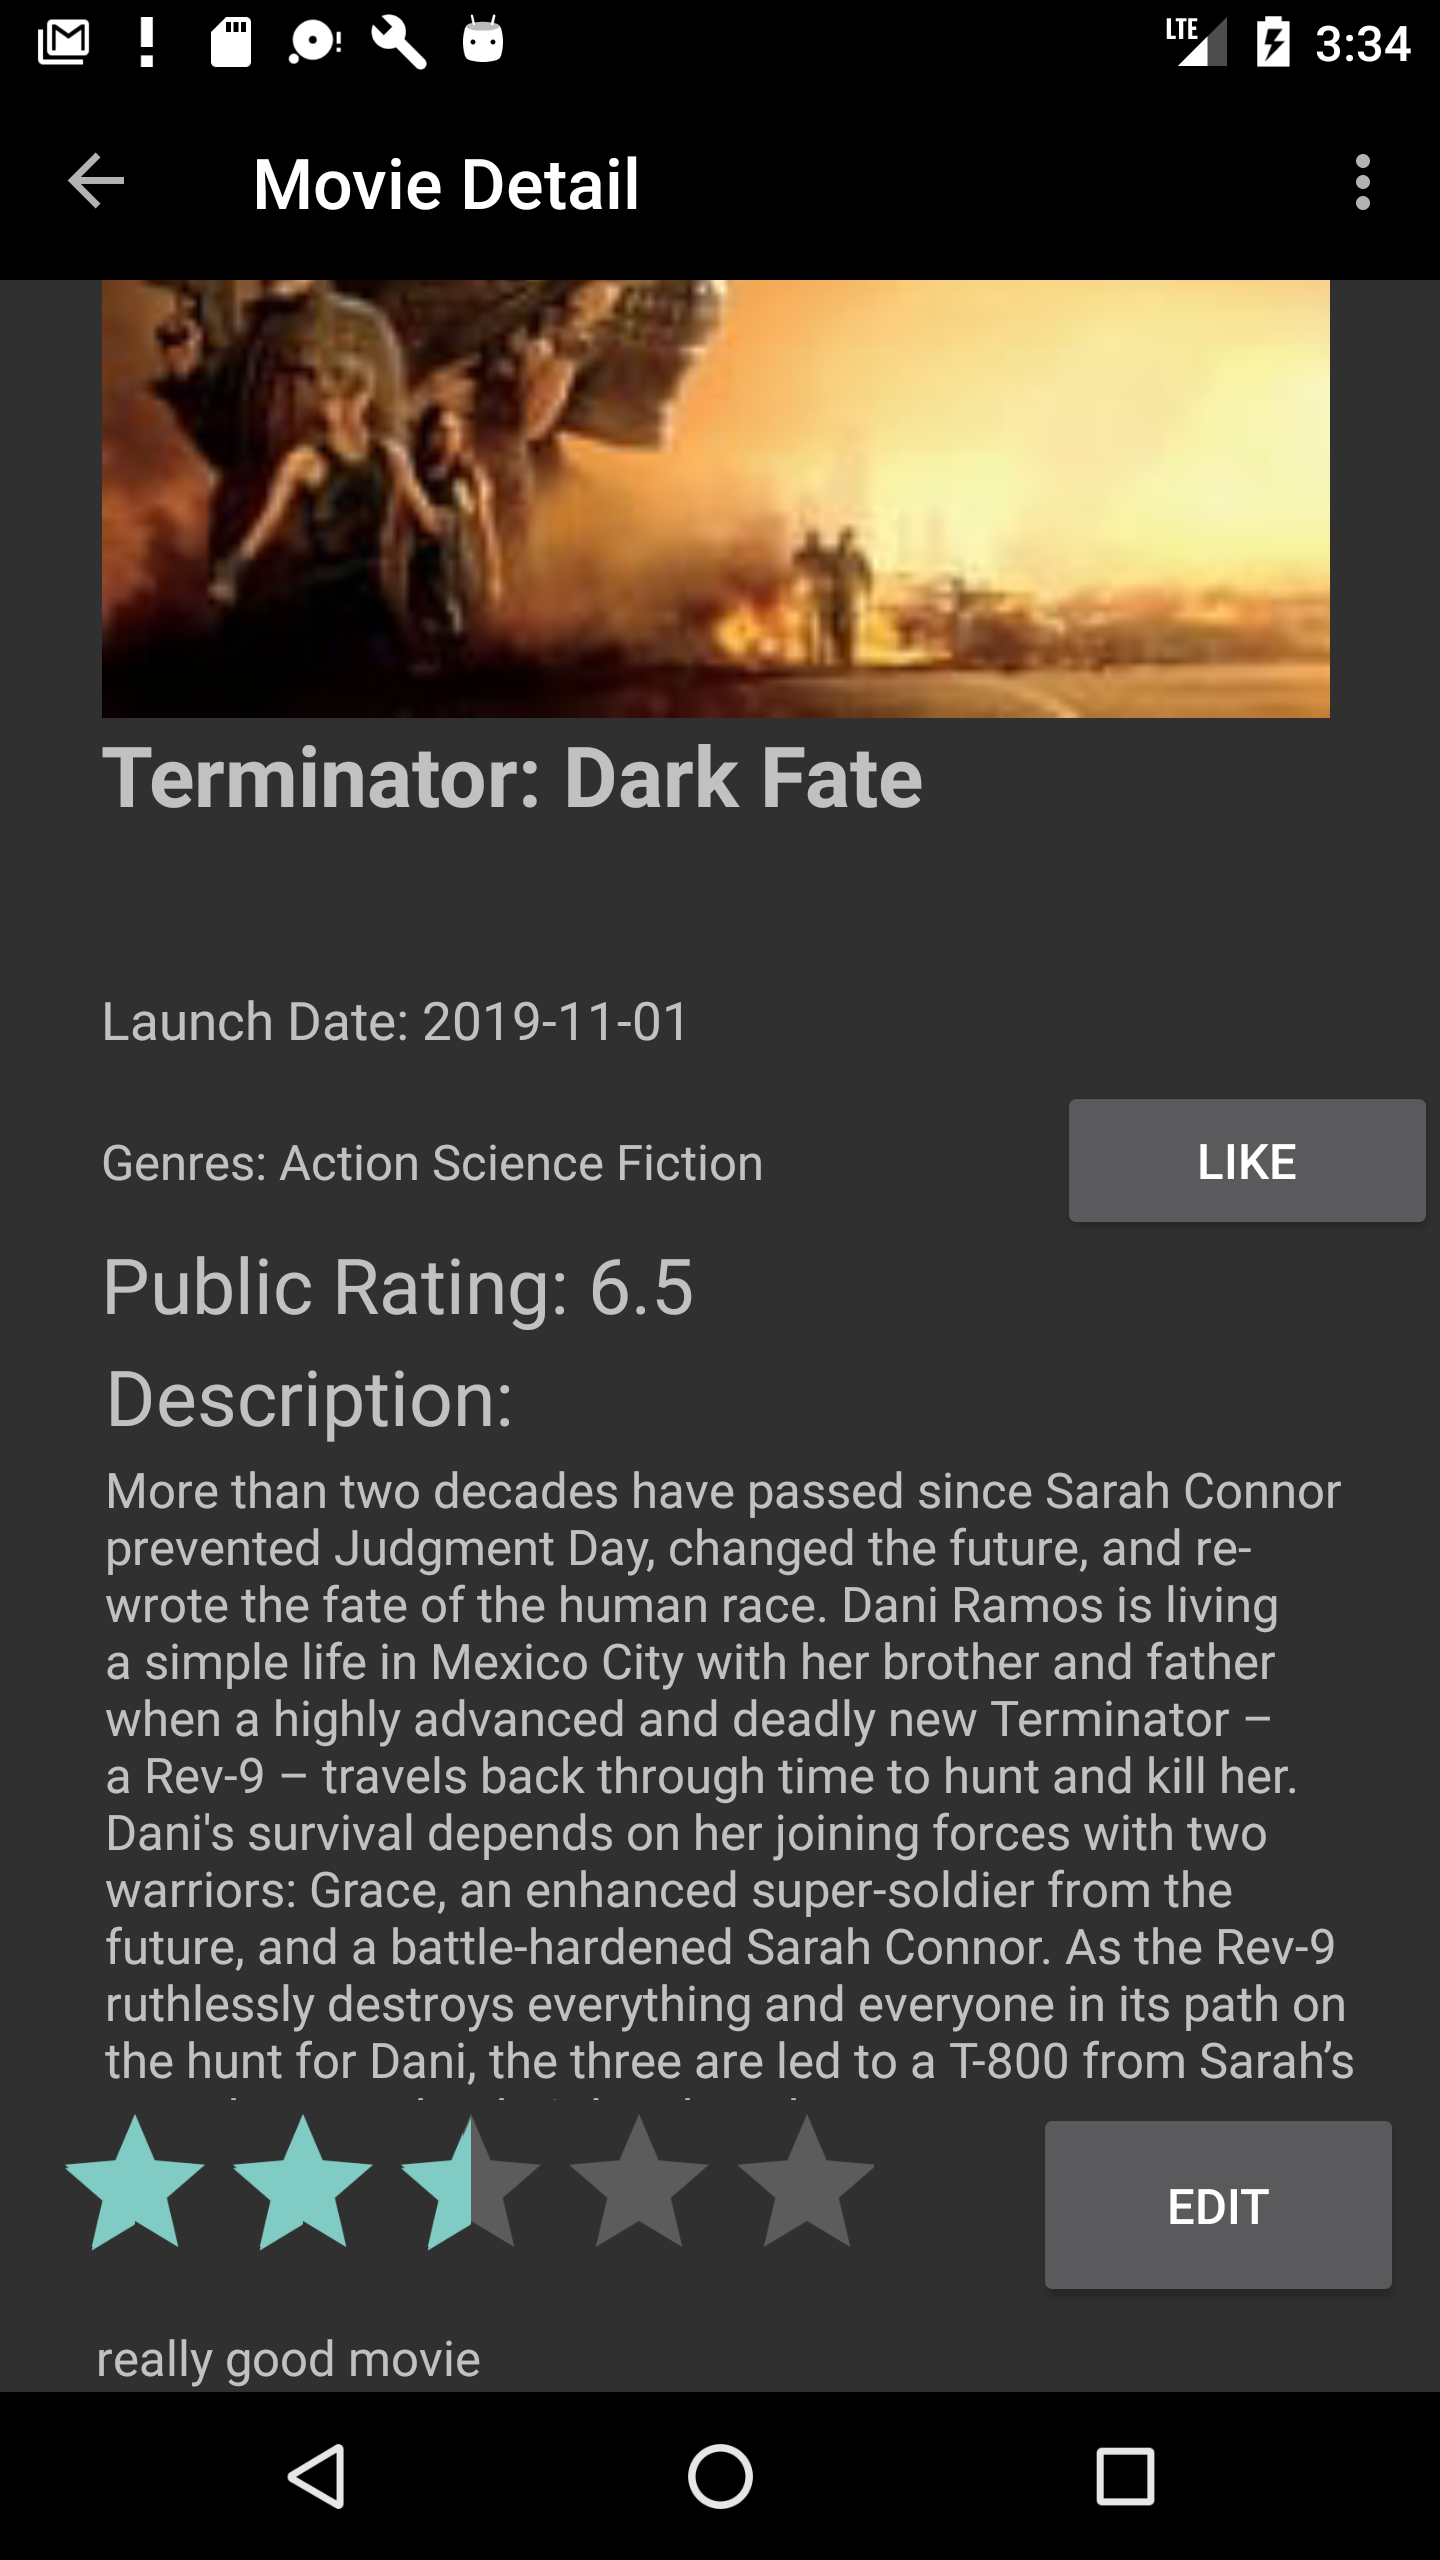 LTE 3:34
Movie Detail
Terminator: Dark Fate
Launch Date: 2019-11-01
Genres: Action Science Fiction
LIKE
Public Rating: 6.5
Description:
More than two decades have passed since Sarah Connor
prevented Judgment Day, changed the future, and re-
wrote the fate of the human race. Dani Ramos is living
a simple life in Mexico City with her brother and father
when a highly advanced and deadly new Terminator –
a Rev-9 – travels back through time to hunt and kill her.
Dani's survival depends on her joining forces with two
warriors: Grace, an enhanced super-soldier from the
future, and a battle-hardened Sarah Connor. As the Rev-9
ruthlessly destroys everything and everyone in its path on
the hunt for Dani, the three are led to a T-800 from Sarah’s
EDIT
really good movie